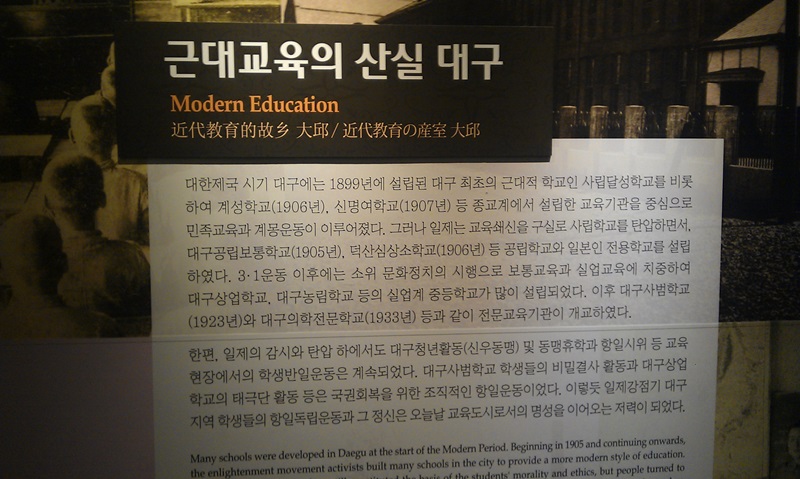 근대교육의 산실 대구
Modern Education
近代教育的故乡 大邱 / 近代教育の産室 大邱
대한제국 시기 대구에는 1899년에 설립된 대구 최초의 근대적 학교인 사립달성학교를 비롯
하여 계성학교(1906년), 신명여학교(1907년) 등 종교계에서 설립한 교육기관을 중심으로
민족교육과 계몽운동이 이루어졌다. 그러나 일제는 교육쇄신을 구실로 사립학교를 탄압하면서,
대구공립보통학교(1905년), 덕산심상소학교(1906년) 등 공립학교와 일본인 전용학교를 설립
하였다. 3·1운동 이후에는 소위 문화정치의 시행으로 보통교육과 실업교육에 치중하여
대구상업학교, 대구농림학교 등의 실업계 중등학교가 많이 설립되었다. 이후 대구사범학교
(1923년)와 대구의학전문학교(1933년) 등과 같이 전문교육기관이 개교하였다.
한편, 일제의 감시와 탄압 하에서도 대구청년활동(신우동맹) 및 동맹휴학과 항일시위 등 교육
현장에서의 학생반일운동은 계속되었다. 대구사범학교 학생들의 비밀결사 활동과 대구상업
학교의 태극단 활동 등은 국권회복을 위한 조직적인 항일운동이었다. 이렇듯 일제강점기 대구
지역 학생들의 항일독립운동과 그 정신은 오늘날 교육도시로서의 명성을 이어오는 저력이 되었다.
Many schools were developed in Daegu at the start of the Modern Period. Beginning in 1905 and continuing onwards,
the enlightenment movement activists built many schools in the city to provide a more modern style of education.
the basis of the students' morality and ethics, but people turned to